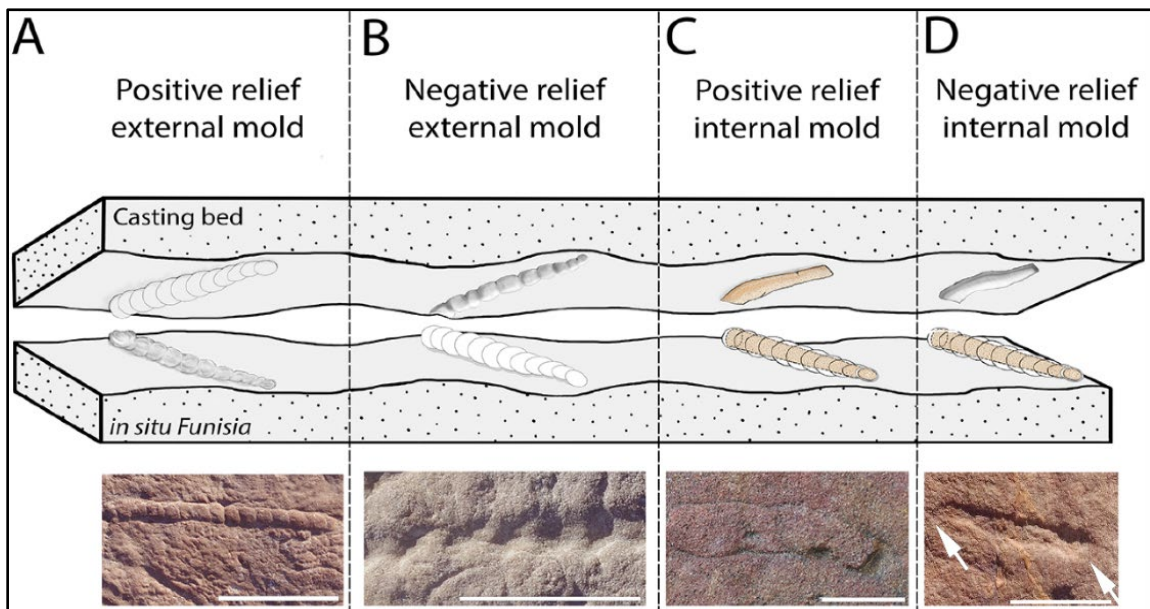 A
Positive relief
external mold
B
Negative relief
external mold
C
Positive relief
internal mold
D
Negative relief
internal mold
Casting bed
in situ Funisia